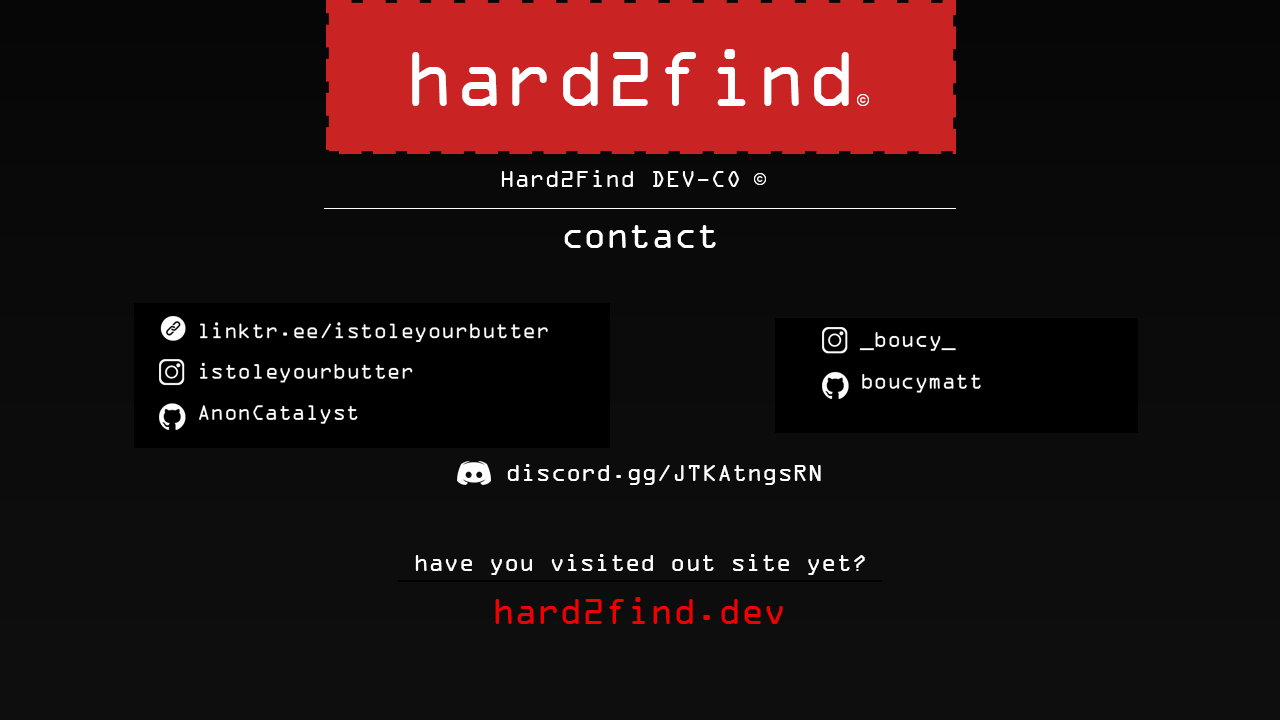 hard2find©
Hard2Find DEV-CO ©
contact
linktr.ee/istoleyourbutter
istoleyourbutter
AnonCatalyst
_boucy_
boucymatt
discord.gg/JTKAtngsRN
have you visited out site yet?
hard2find.dev